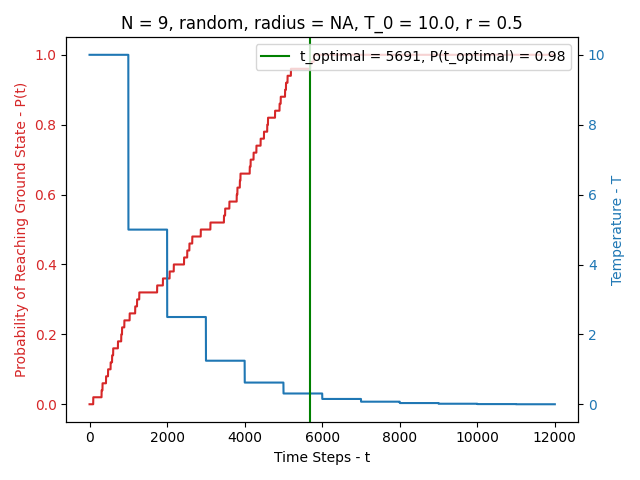 N = 9, random, radius = NA, T_0 = 10.0, r = 0.5
t_optimal = 5691, P(t_optimal) = 0.98
Probability of Reaching Ground State - P(t)
1.0
0.8
0.6
0.4
0.2
0.0
10
8
6
4
2
0
Temperature - T
0 2000 4000 6000 8000 10000 12000
Time Steps - t